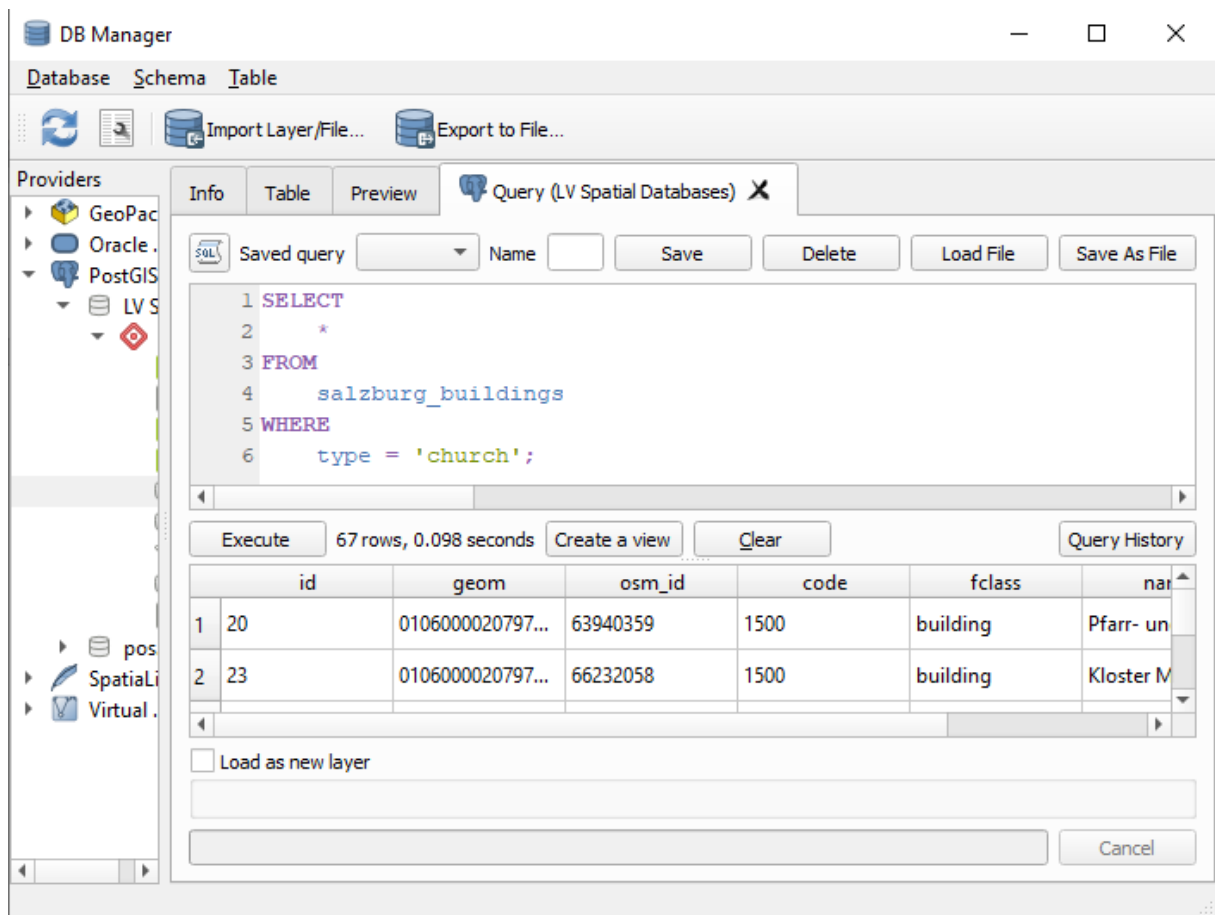 DB Manager
Database Schema Table
Import Layer/File... Export to File...
Providers
GeoPac
Oracle .
PostGIS
LV S
pos
SpatiaLi
Virtual .
Info Table Preview Query (LV Spatial Databases)
SQL Saved query Name Save Delete Load File Save As File
1 SELECT
2 *
3 FROM
4 salzburg_buildings
5 WHERE
6 type = 'church';
Execute 67 rows, 0.098 seconds Create a view Clear Query History
id geom osm_id code fclass nar
1 20 0106000020797... 63940359 1500 building Pfarr- un
2 23 0106000020797... 66232058 1500 building Kloster M
Load as new layer
Cancel